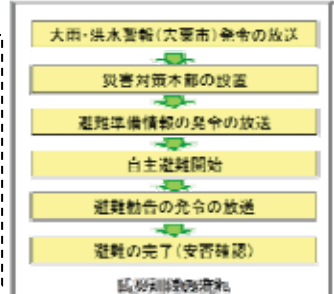 大雨・洪水警報(宍粟市)発令の放送
災害対策本部の設置
避難準備情報の発令の放送
自主避難開始
避難勧告の発令の放送
避難の完了(安否確認)